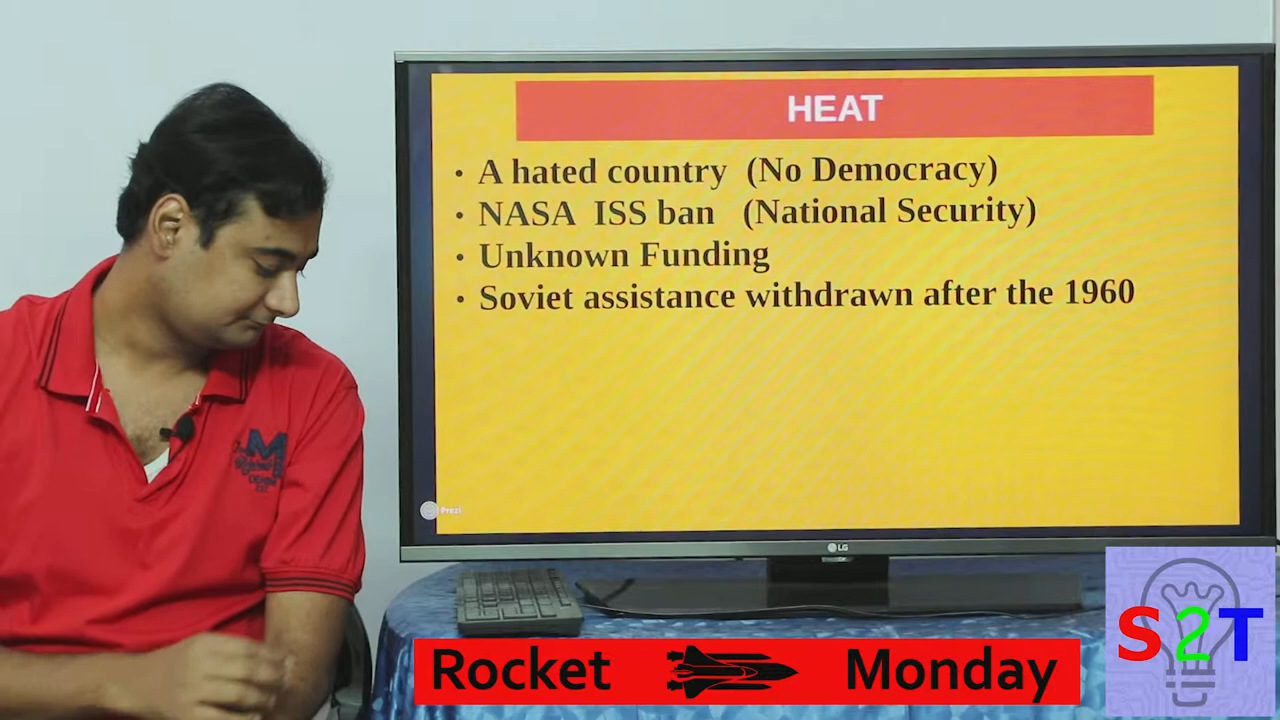 HEAT
• A hated country (No Democracy)
• NASA ISS ban (National Security)
• Unknown Funding
• Soviet assistance withdrawn after the 1960
Prezi
LG
M
Rocket Monday
S2T